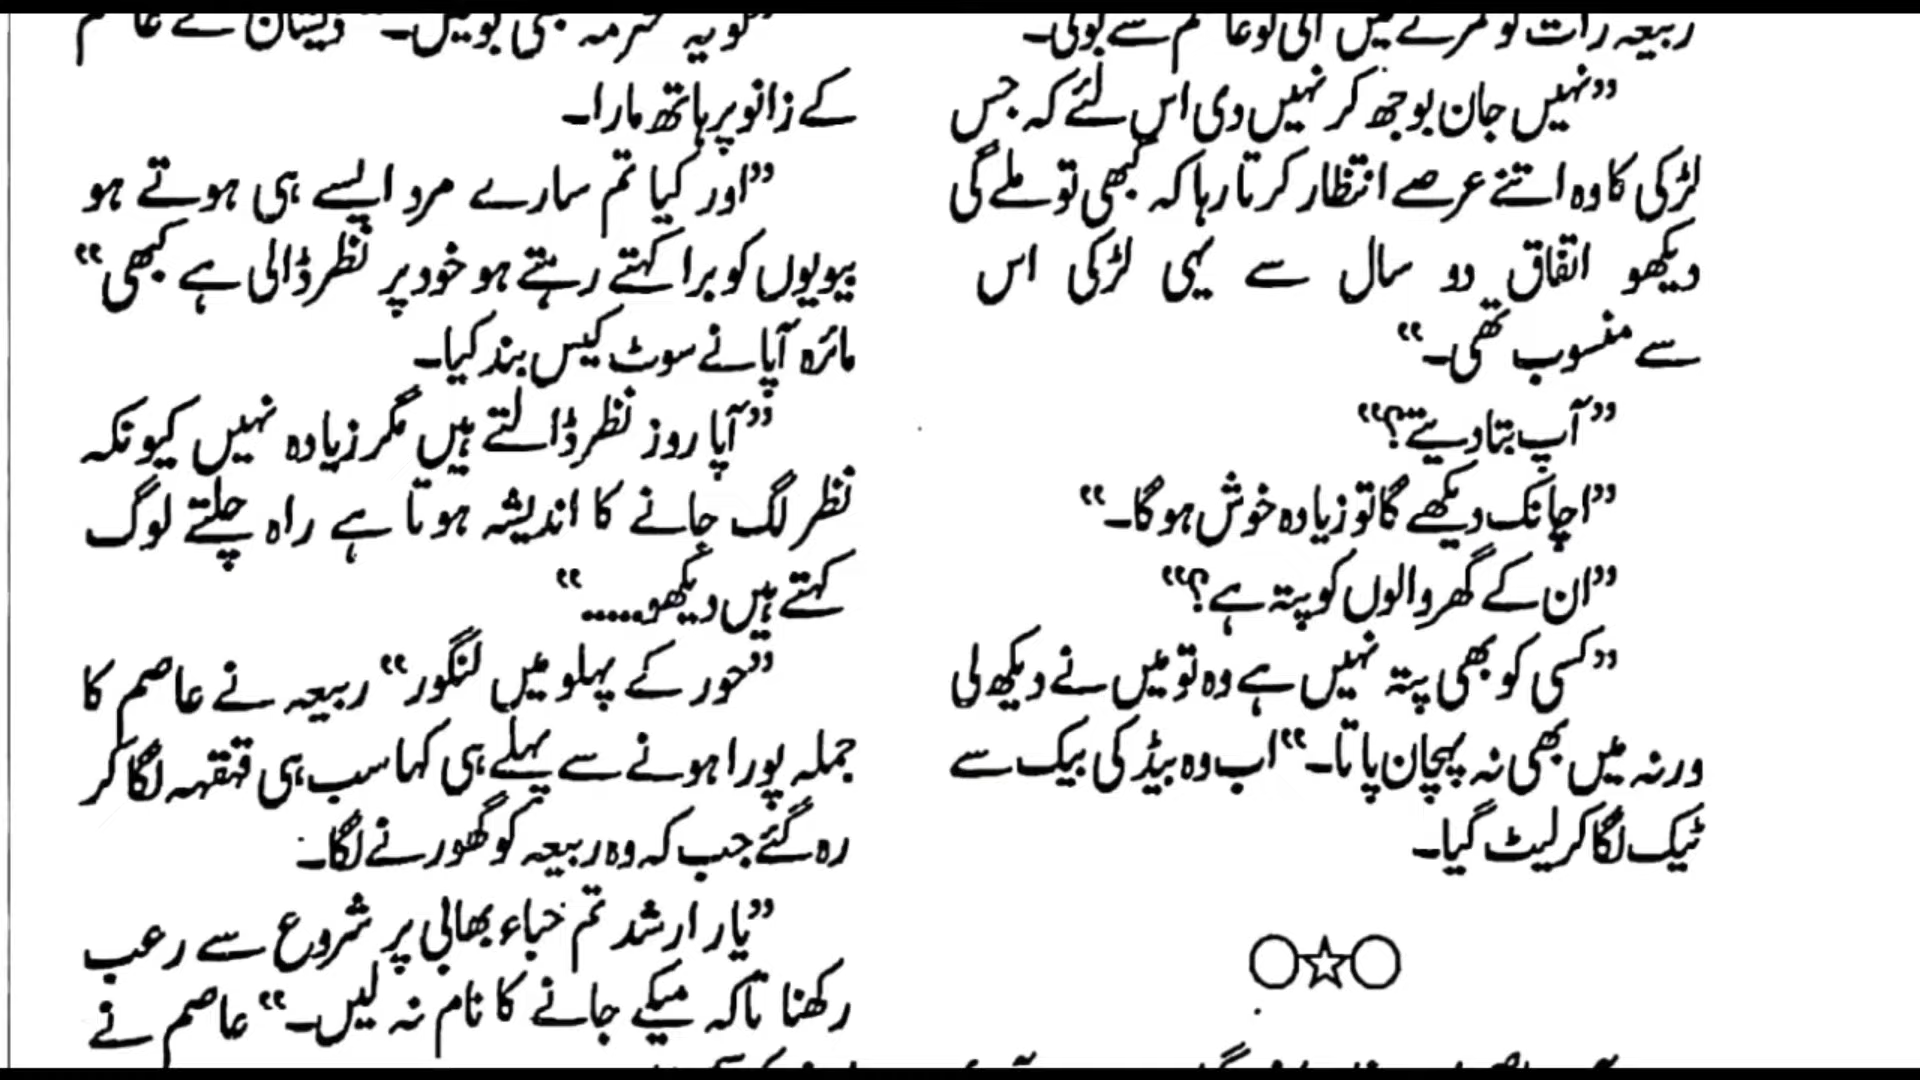 ربیعہ رات کو کمرے میں آئی تو عاصم سے بولی۔
”نہیں جان بوجھ کر نہیں دی اس لئے کہ جس
لڑکی کا وہ اتنے عرصے انتظار کرتا رہا کہ کبھی تو ملے گی
دیکھو اتفاق دو سال سے یہی لڑکی اس
سے منسوب تھی۔“
”آپ بتا دیتے؟“
”اچانک دیکھے گا تو زیادہ خوش ہو گا۔“
”ان کے گھر والوں کو پتہ ہے؟“
”کسی کو بھی پتہ نہیں ہے وہ تو میں نے دیکھ لی
ورنہ میں بھی نہ پہچان پاتا۔“ اب وہ بیڈ کی بیک سے
ٹیک لگا کر لیٹ گیا۔
”لو یہ محترمہ بھی بولیں۔“ ذیشان نے عاصم
کے زانو پر ہاتھ مارا۔
”اور کیا تم سارے مرد ایسے ہی ہوتے ہو
بیویوں کو برا کہتے رہتے ہو خود پر نظر ڈالی ہے کبھی“
مائرہ آپا نے سوٹ کیس بند کیا۔
”آپا روز نظر ڈالتے ہیں مگر زیادہ نہیں کیونکہ
نظر لگ جانے کا اندیشہ ہوتا ہے راہ چلتے لوگ
کہتے ہیں دیکھو.....“
”حور کے پہلو میں لنگور“ ربیعہ نے عاصم کا
جملہ پورا ہونے سے پہلے ہی کہا سب ہی قہقہہ لگا کر
رہ گئے جب کہ وہ ربیعہ کو گھورنے لگا۔
”یار ارشد تم حباء بھابی پر شروع سے رعب
رکھنا تاکہ میکے جانے کا نام نہ لیں۔“ عاصم نے